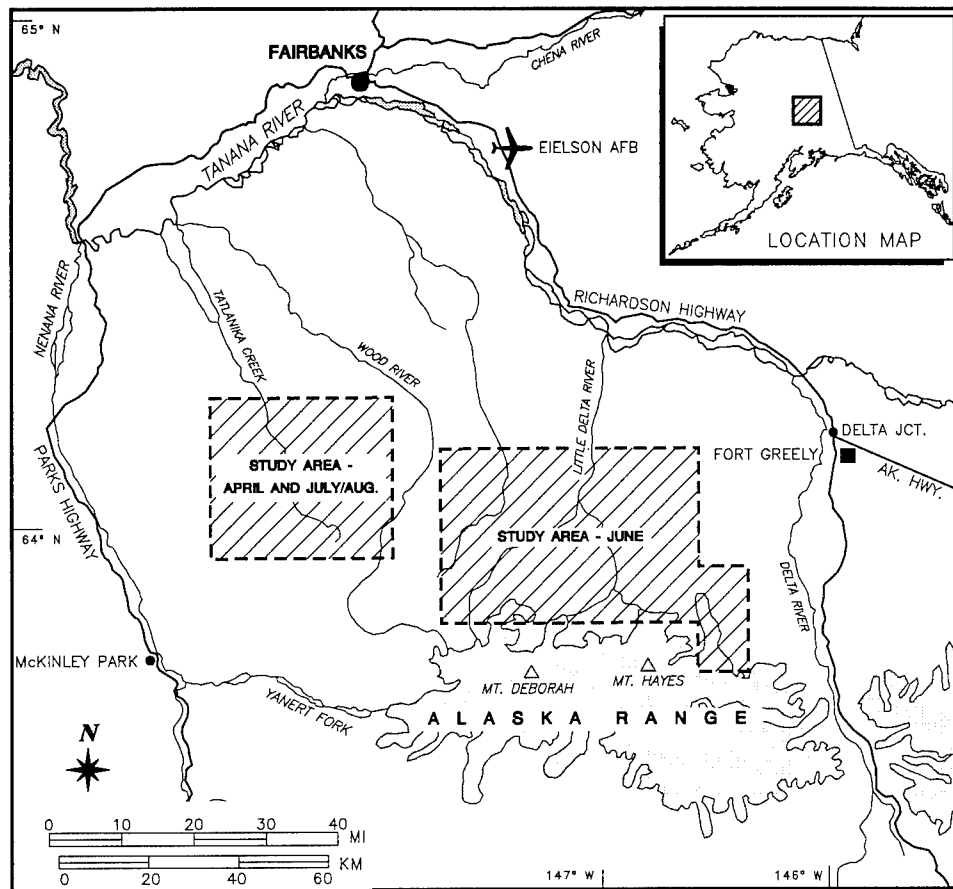 65° N
FAIRBANKS
CHENA RIVER
TANANA RIVER
EIELSON AFB
LOCATION MAP
NENANA RIVER
TATLANIKA CREEK
WOOD RIVER
RICHARDSON HIGHWAY
LITTLE DELTA RIVER
DELTA JCT.
FORT GREELY
AK. HWY.
PARKS HIGHWAY
STUDY AREA -
APRIL AND JULY/AUG.
64° N
STUDY AREA - JUNE
DELTA RIVER
McKINLEY PARK
MT. DEBORAH
MT. HAYES
YANERT FORK
ALASKA RANGE
N
0 10 20 30 40 MI
KM
0 20 40 60
147° W
146° W